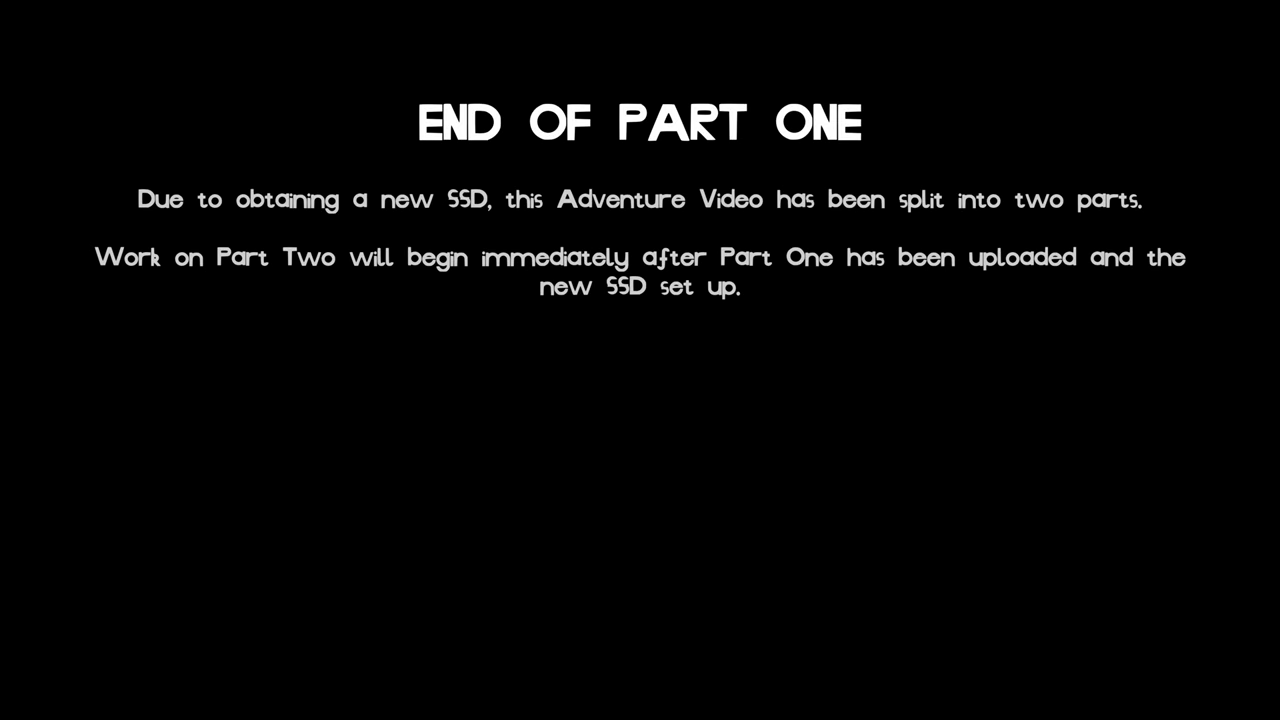 END OF PART ONE
Due to obtaining a new SSD, this Adventure Video has been split into two parts.
Work on Part Two will begin immediately after Part One has been uploaded and the
new SSD set up.